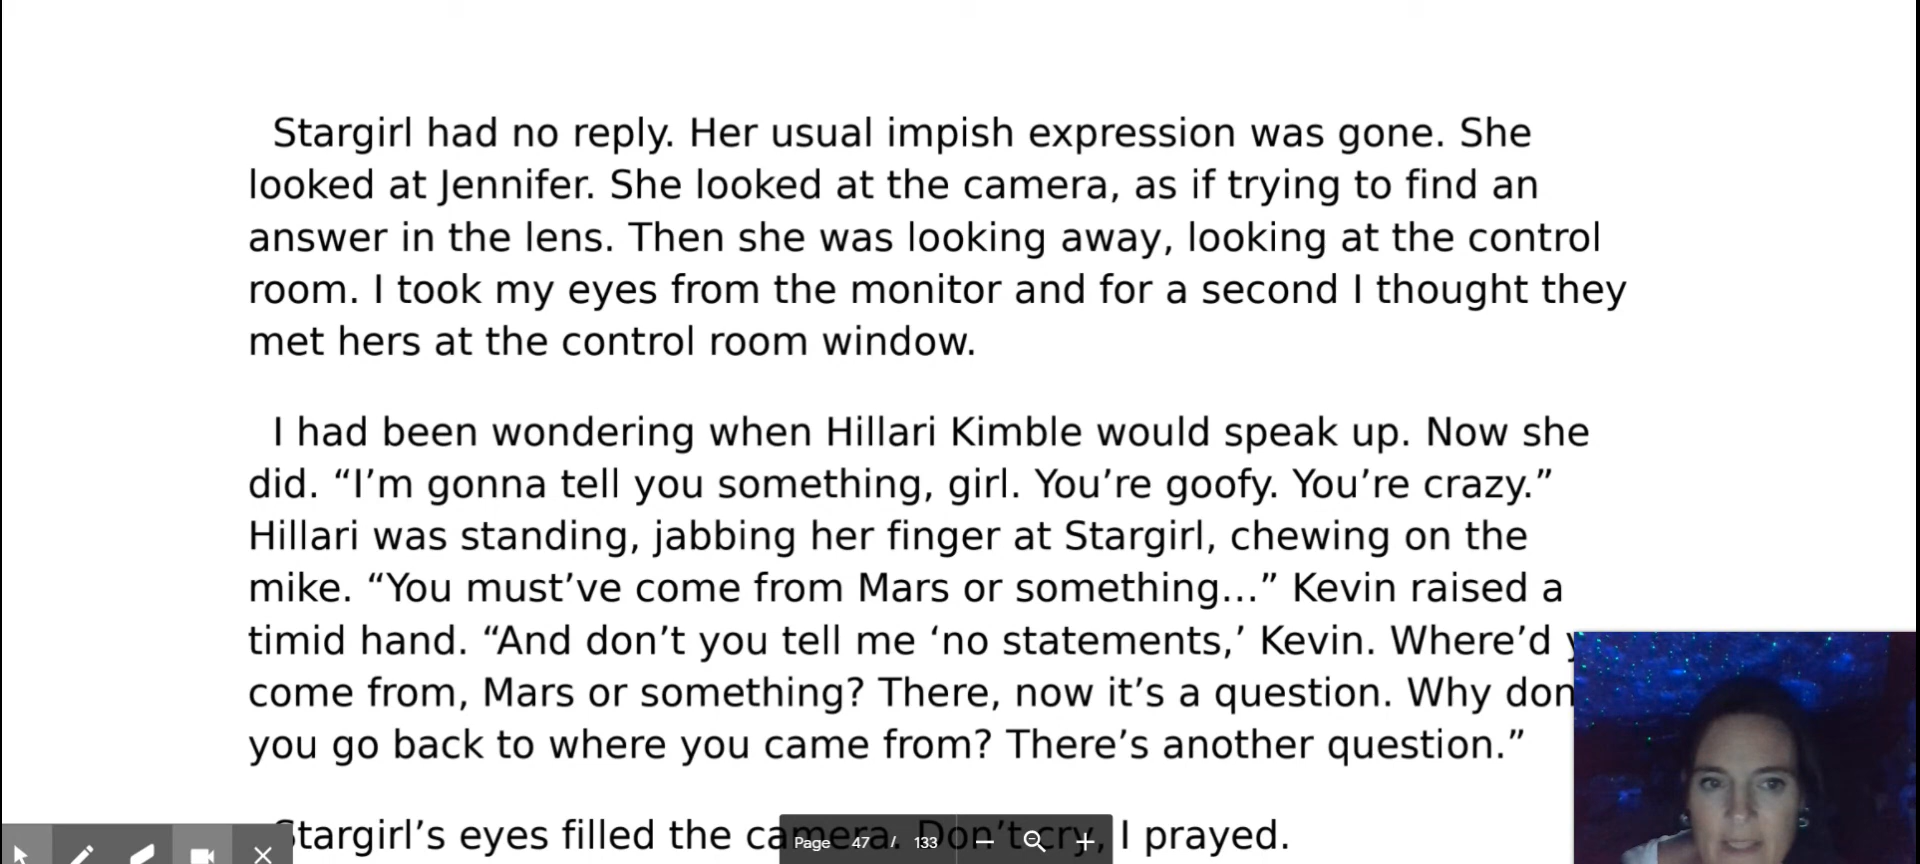 Stargirl had no reply. Her usual impish expression was gone. She
looked at Jennifer. She looked at the camera, as if trying to find an
answer in the lens. Then she was looking away, looking at the control
room. I took my eyes from the monitor and for a second I thought they
met hers at the control room window.
I had been wondering when Hillari Kimble would speak up. Now she
did. “I’m gonna tell you something, girl. You’re goofy. You’re crazy.”
Hillari was standing, jabbing her finger at Stargirl, chewing on the
mike. “You must’ve come from Mars or something…” Kevin raised a
timid hand. “And don’t you tell me ‘no statements,’ Kevin. Where’d
come from, Mars or something? There, now it’s a question. Why don
you go back to where you came from? There’s another question.”
Stargirl’s eyes filled the camera. Don’t cry, I prayed.
Page 47 / 133